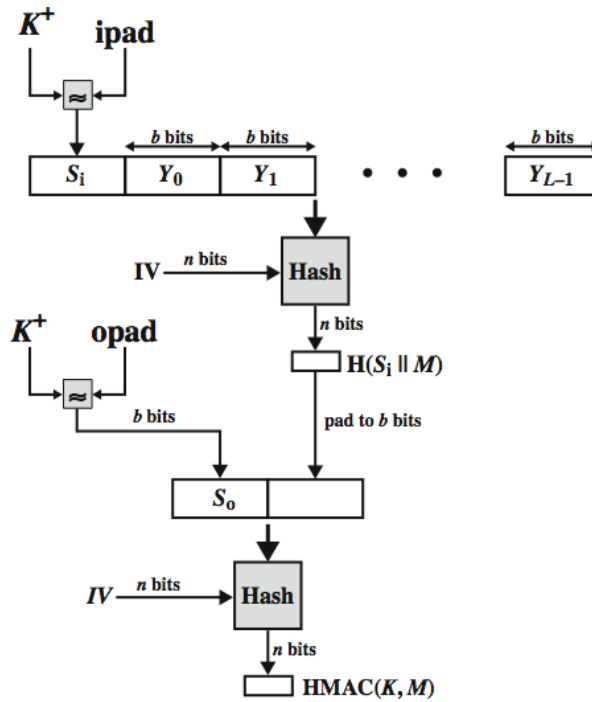 K+ ipad
≈
b bits b bits b bits
Si Y0 Y1 • • • YL–1
IV n bits Hash
n bits
K+ opad
H(Si || M)
≈
b bits pad to b bits
So
IV n bits Hash
n bits
HMAC(K, M)